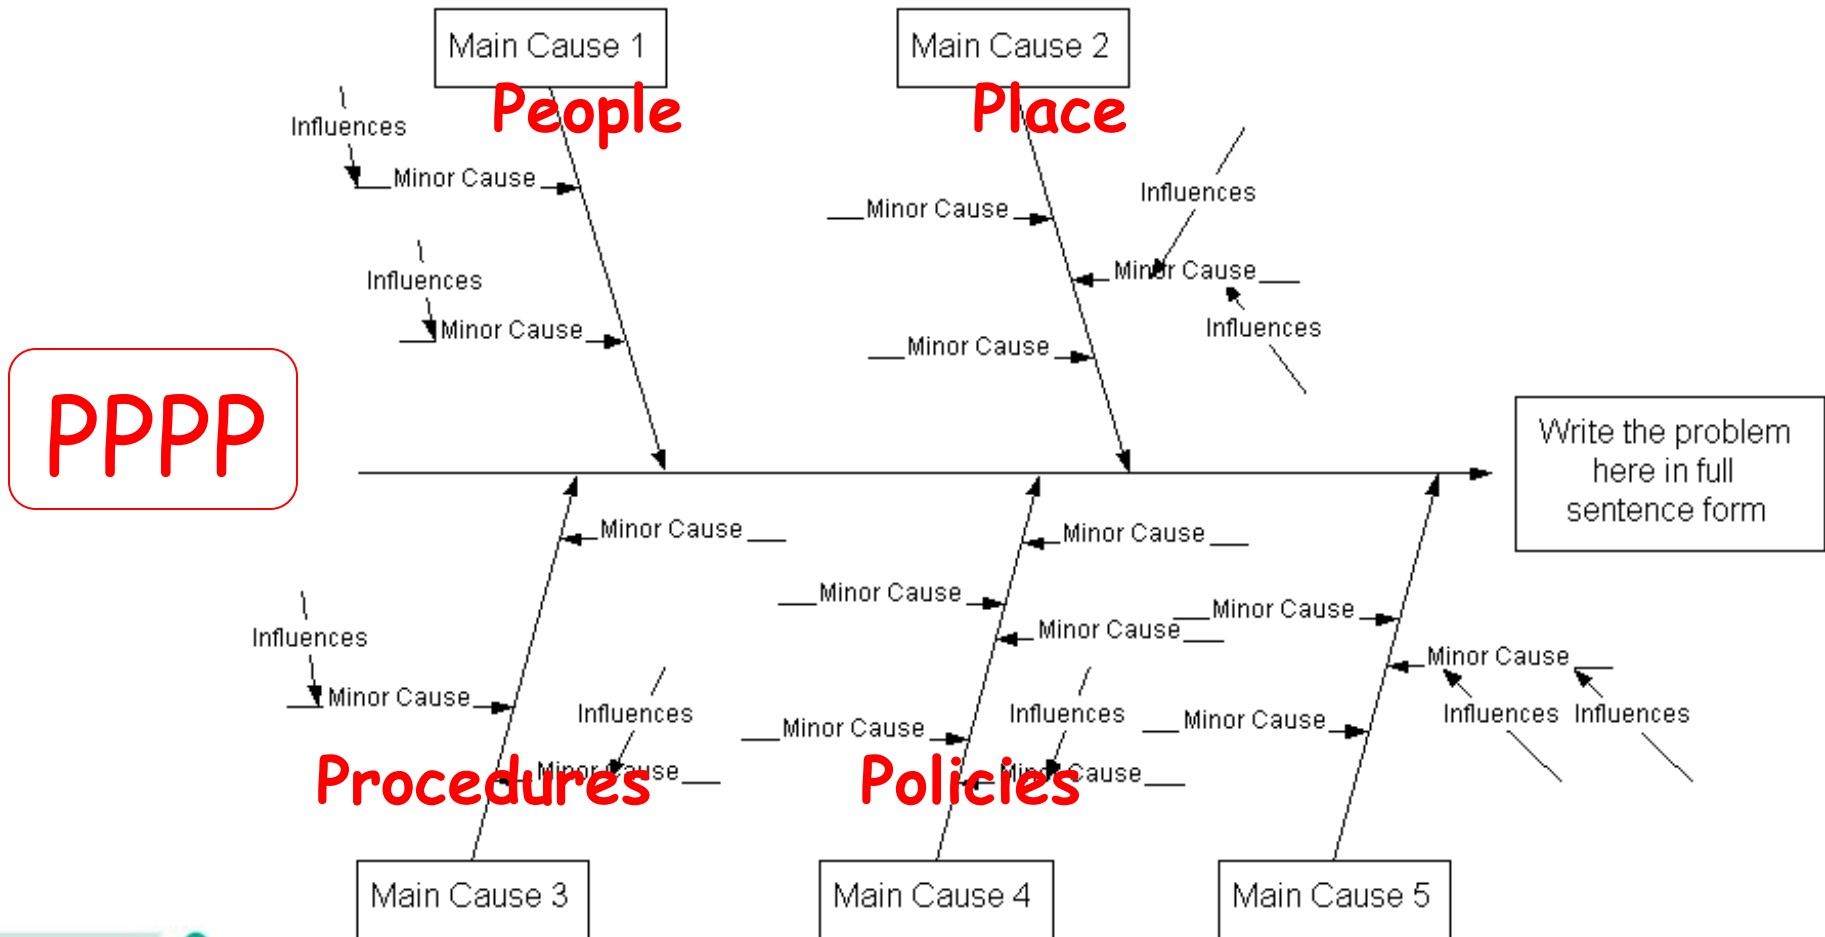 Main Cause 1
Main Cause 2
People
Place
Influences
Minor Cause
Influences
Minor Cause
Influences
Minor Cause
Influences
Minor Cause
Minor Cause
Influences
PPPP
Write the problem
here in full
sentence form
Minor Cause
Minor Cause
Minor Cause
Minor Cause
Minor Cause
Influences
Minor Cause
Minor Cause
Influences
Influences
Influences
Influences
Minor Cause
Minor Cause
Procedures
Minor Cause
Policies
Minor Cause
Main Cause 3
Main Cause 4
Main Cause 5